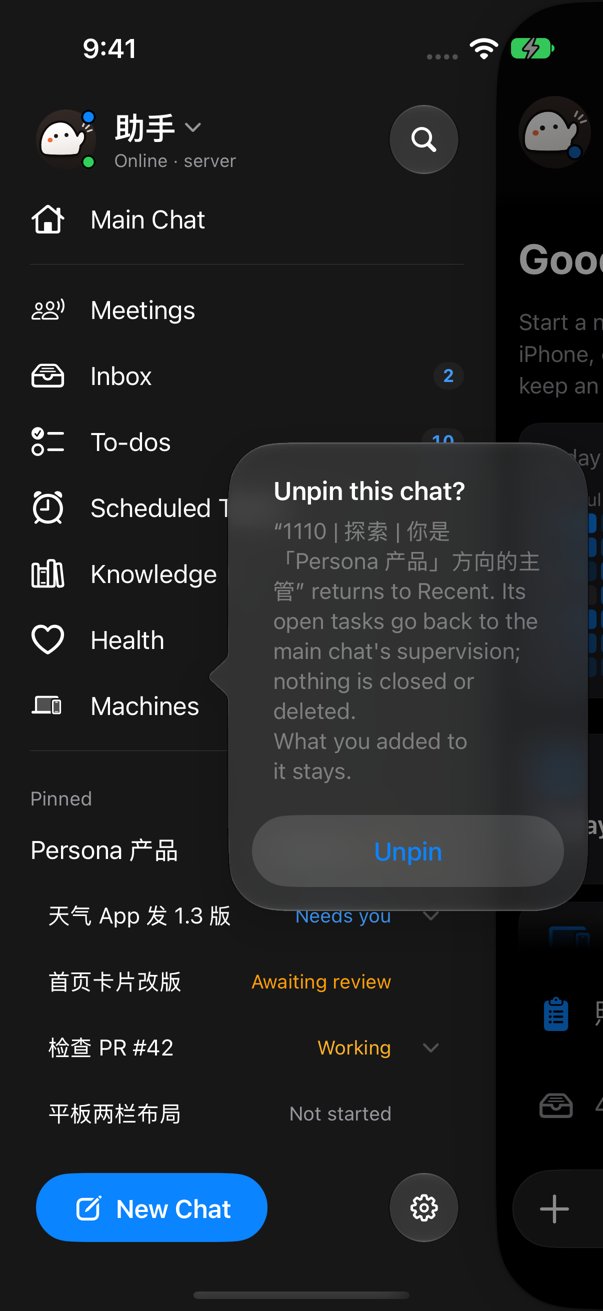 9:41
助手
Online · server
Main Chat
Meetings
Inbox
2
To-dos
10
Scheduled
Knowledge
Health
Machines
Pinned
Persona 产品
天气 App 发 1.3 版
Needs you
首页卡片改版
Awaiting review
检查 PR #42
Working
平板两栏布局
Not started
New Chat
Unpin this chat?
“1110 | 探索 | 你是
「Persona 产品」方向的主
管” returns to Recent. Its
open tasks go back to the
main chat's supervision;
nothing is closed or
deleted.
What you added to
it stays.
Unpin
Start a n
iPhone,
keep an